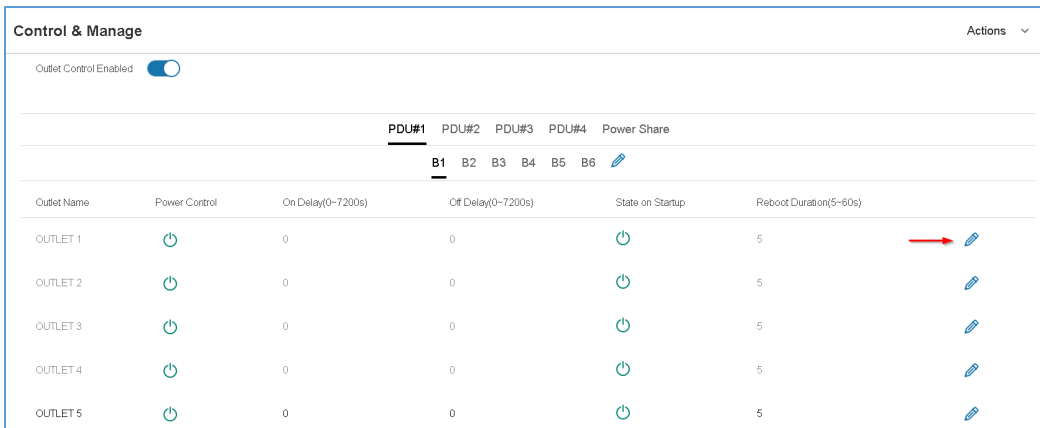 Control & Manage Actions
Outlet Control Enabled
PDU#1 PDU#2 PDU#3 PDU#4 Power Share
B1 B2 B3 B4 B5 B6
Outlet Name Power Control On Delay(0~7200s) Off Delay(0~7200s) State on Startup Reboot Duration(5~60s)
OUTLET 1 0 0 5
OUTLET 2 0 0 5
OUTLET 3 0 0 5
OUTLET 4 0 0 5
OUTLET 5 0 0 5